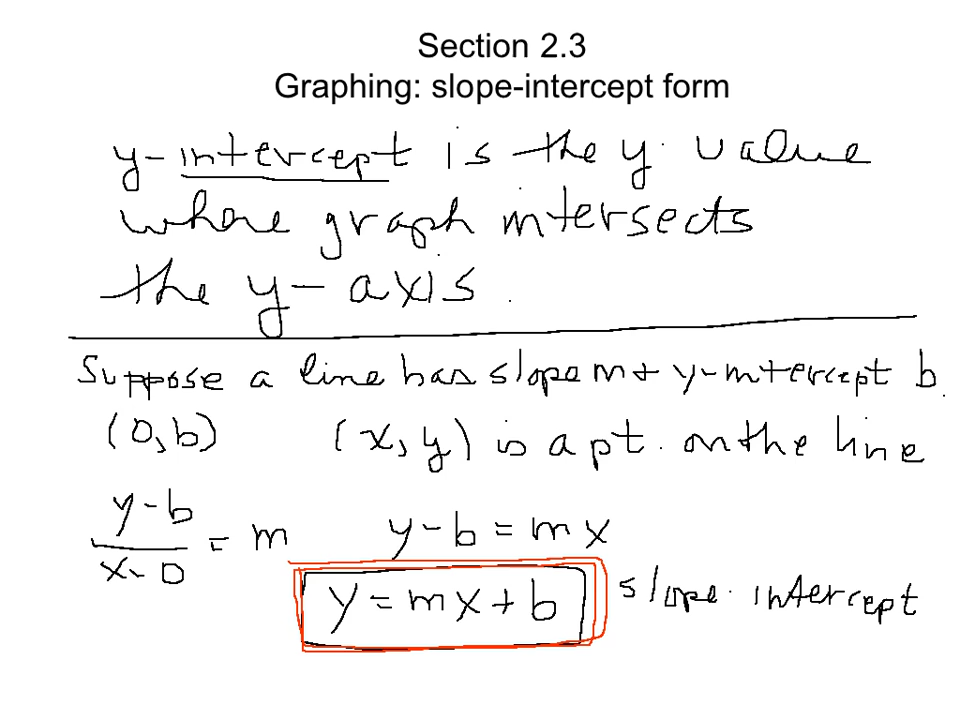 Section 2.3
Graphing: slope-intercept form
y-intercept is the y value
where graph intersects
the y-axis.
Suppose a line has slope m + y-intercept b.
(0,b) (x,y) is a pt. on the line
y-b
x-0 = m y-b = mx
y = mx + b slope intercept